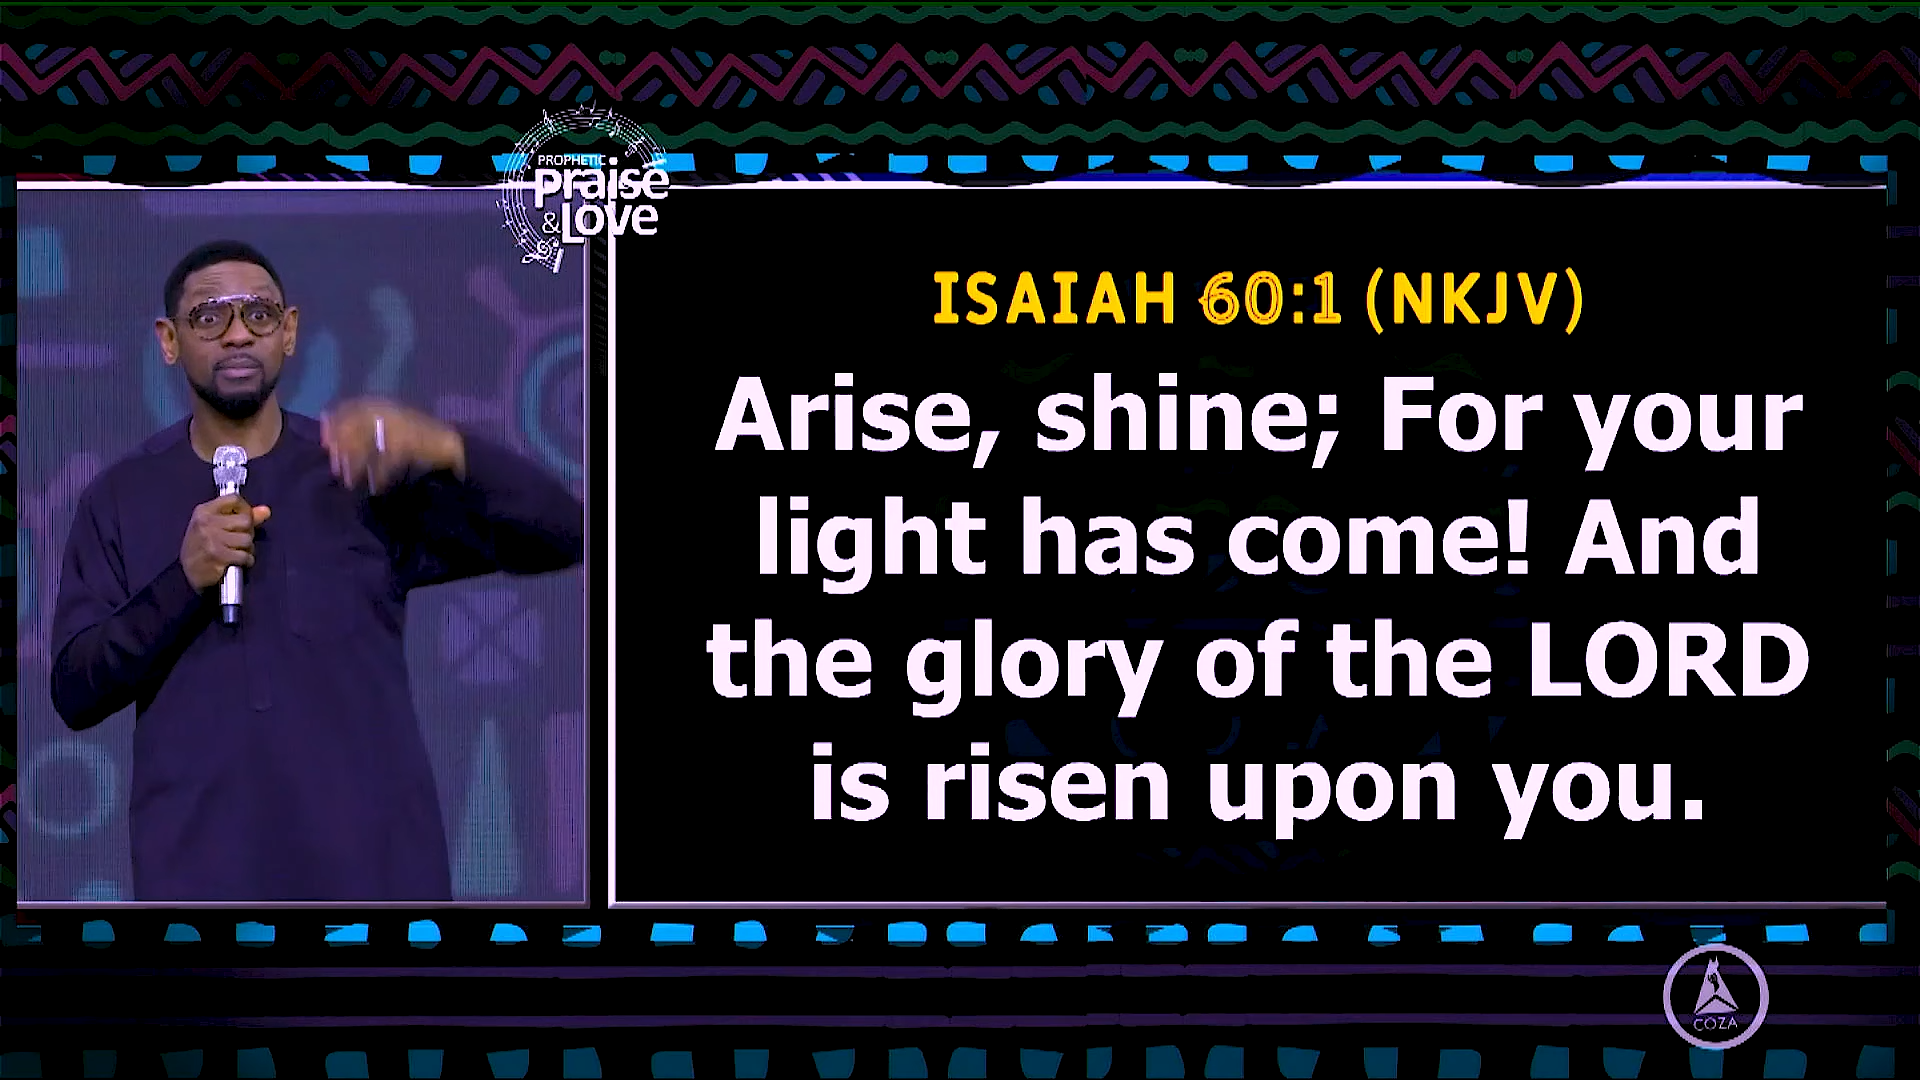 PROPHETIC
Praise
& Love
ISAIAH 60:1 (NKJV)
Arise, shine; For your
light has come! And
the glory of the LORD
is risen upon you.
COZA